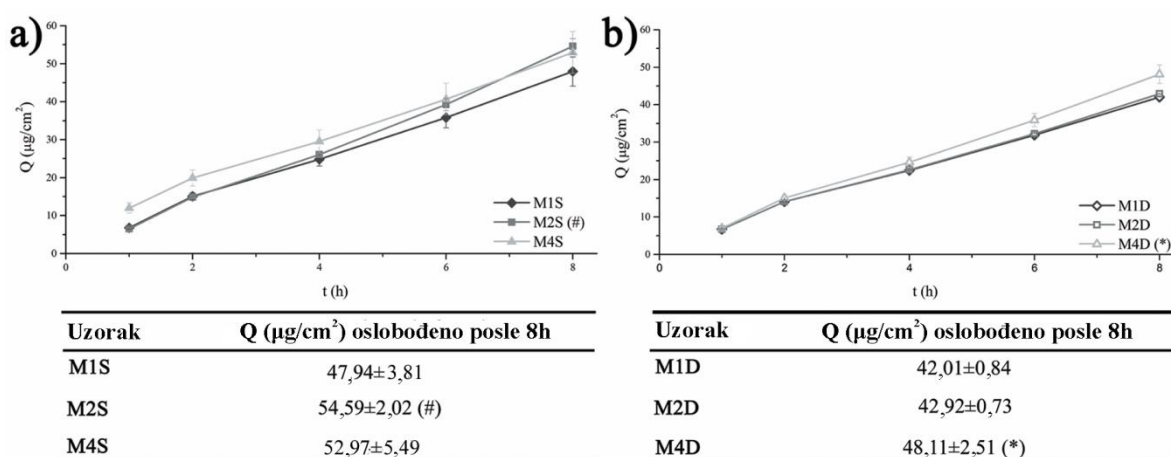 a)
60
50
40
30
20
10
0
Q (µg/cm²)
0 2 4 6 8
t (h)
M1S
M2S (#)
M4S
Uzorak Q (µg/cm²) oslobođeno posle 8h
M1S 47,94±3,81
M2S 54,59±2,02 (#)
M4S 52,97±5,49
b)
60
50
40
30
20
10
0
Q (µg/cm²)
0 2 4 6 8
t (h)
M1D
M2D
M4D (*)
Uzorak Q (µg/cm²) oslobođeno posle 8h
M1D 42,01±0,84
M2D 42,92±0,73
M4D 48,11±2,51 (*)